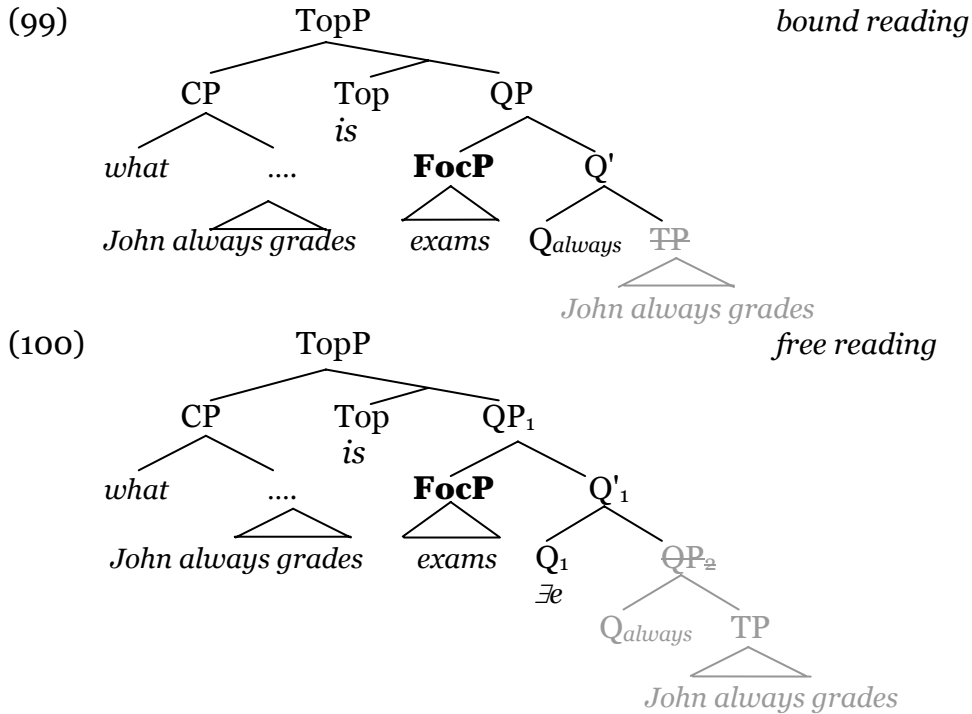 (99) TopP bound reading
CP Top QP
is
what .... FocP Q'
John always grades exams Qalways TP
John always grades
(100) TopP free reading
CP Top QP₁
is
what .... FocP Q'₁
John always grades exams Q₁ QP₂
∃e
Qalways TP
John always grades